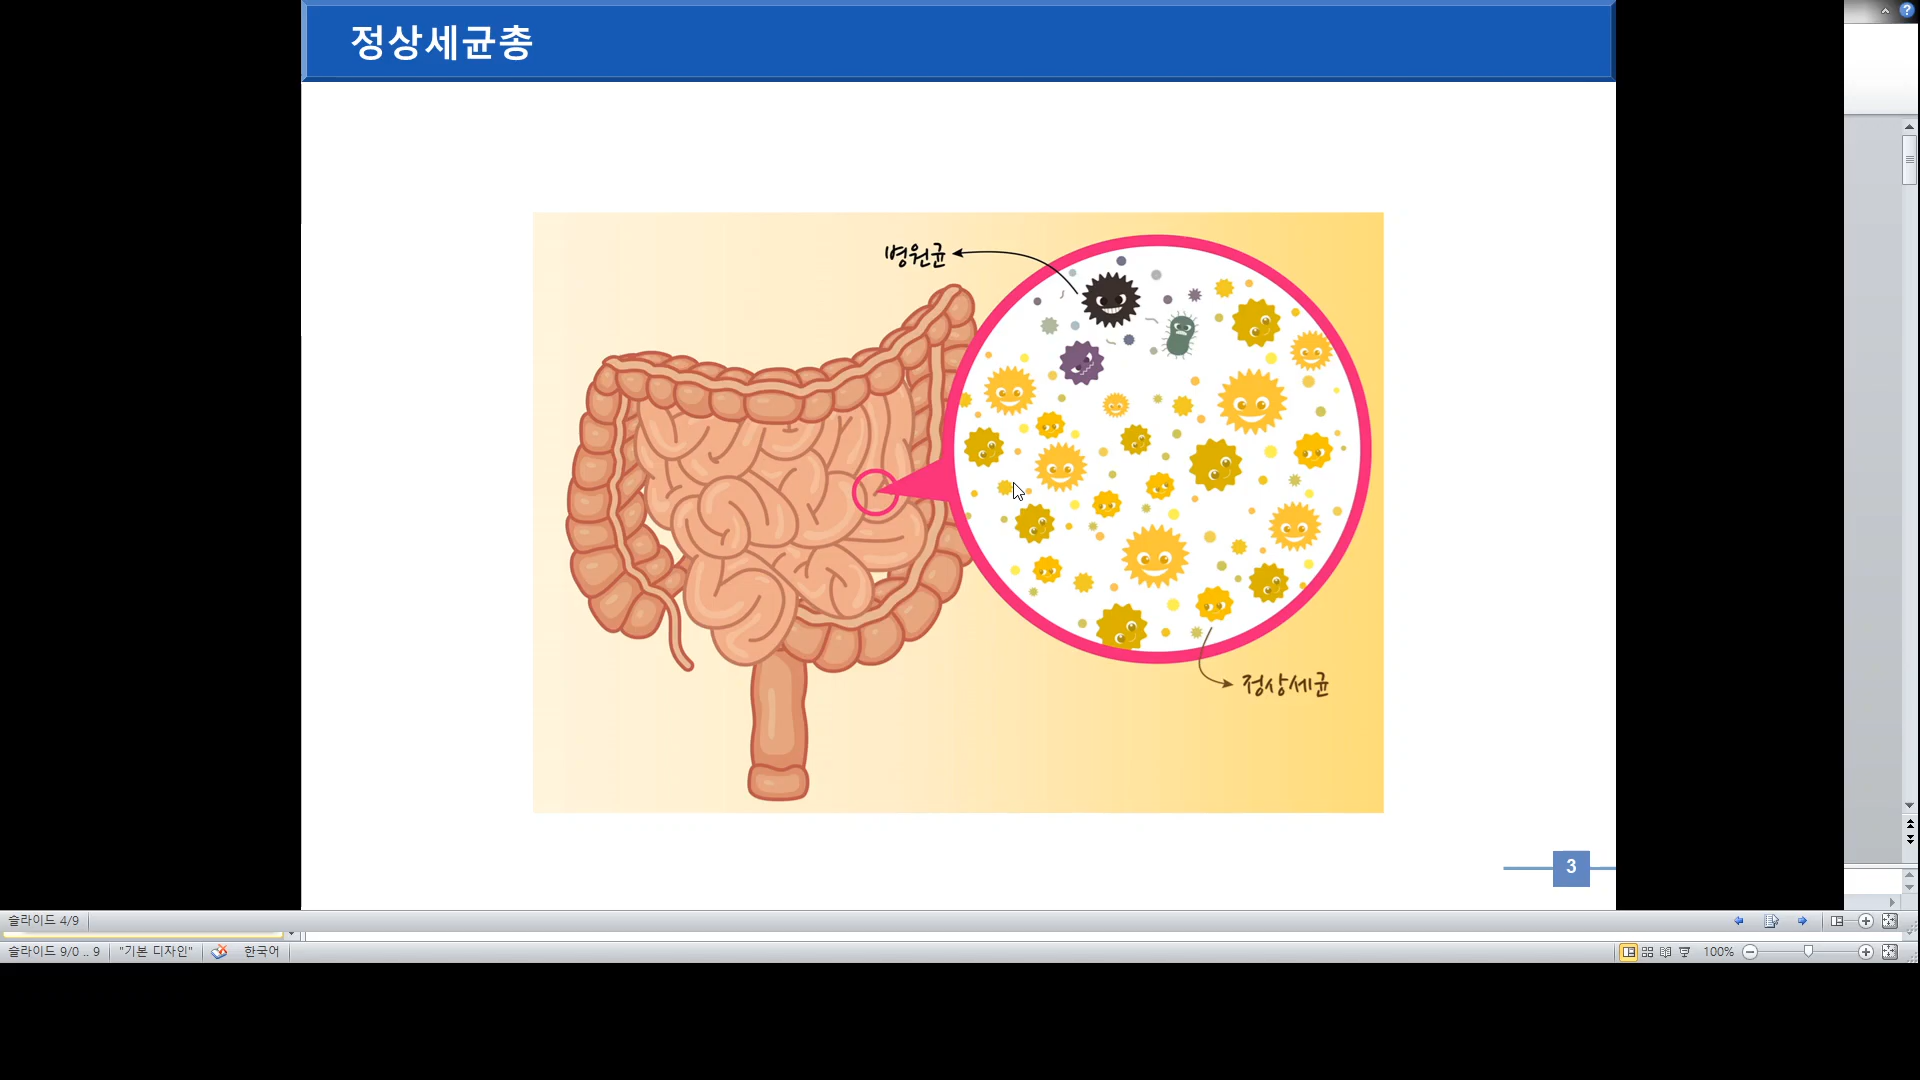 정상세균총
병원균
정상세균
3
슬라이드 4/9
슬라이드 9/0 .. 9 "기본 디자인" 한국어 100%